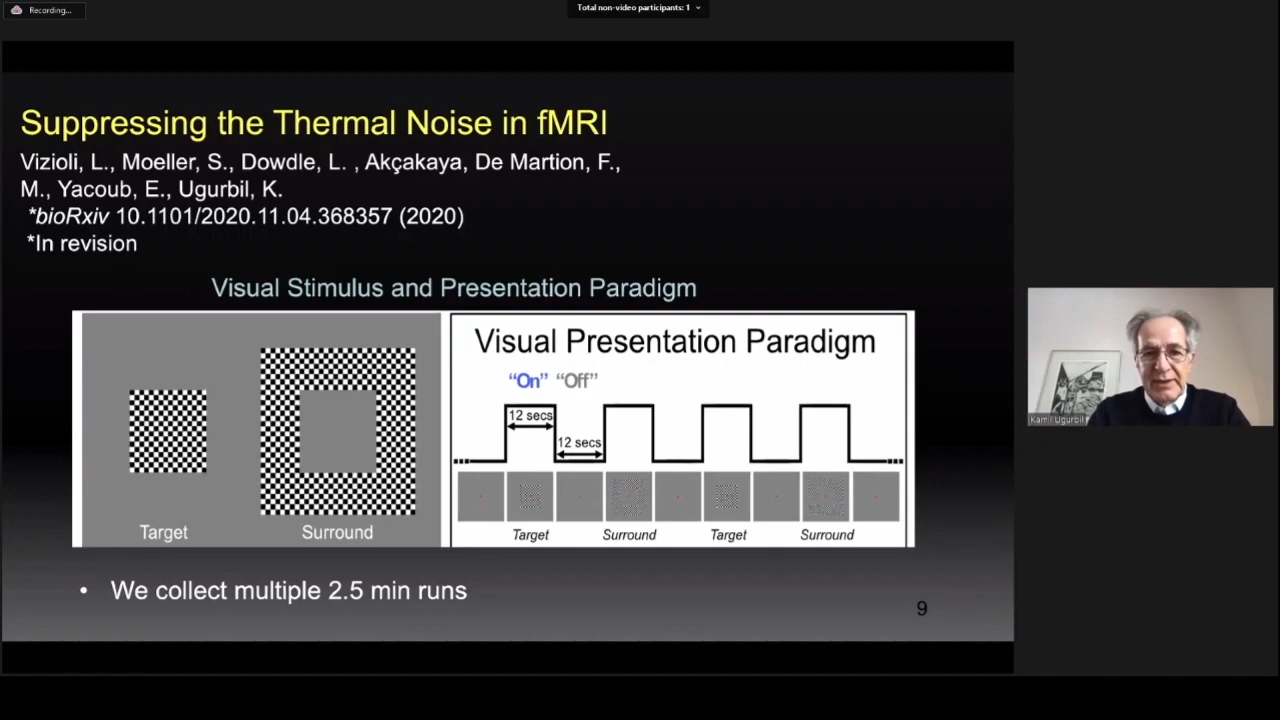 Recording...
Total non-video participants: 1
Suppressing the Thermal Noise in fMRI
Vizioli, L., Moeller, S., Dowdle, L. , Akçakaya, De Martion, F.,
M., Yacoub, E., Ugurbil, K.
*bioRxiv 10.1101/2020.11.04.368357 (2020)
*In revision
Visual Stimulus and Presentation Paradigm
Target
Surround
Visual Presentation Paradigm
“On” “Off”
12 secs
12 secs
Target
Surround
Target
Surround
• We collect multiple 2.5 min runs
9
Kamil Ugurbil